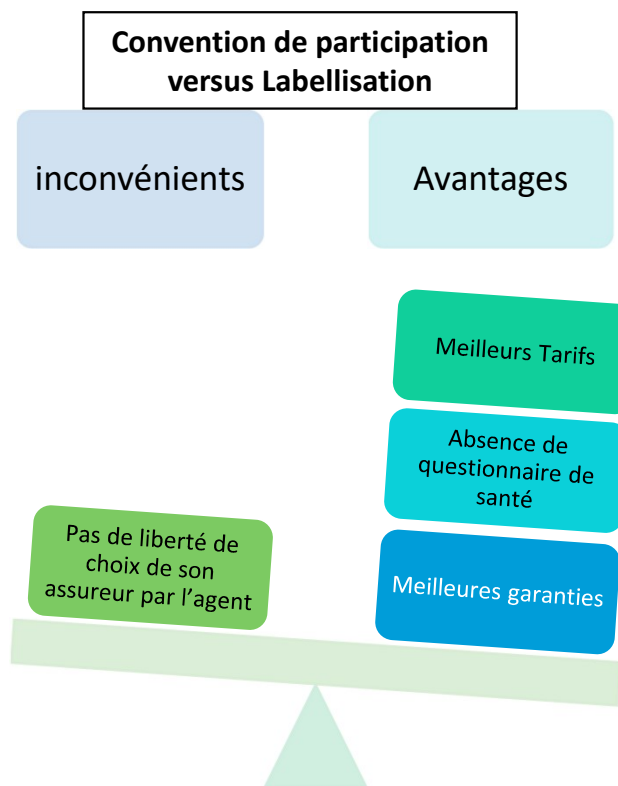 Convention de participation
versus Labellisation
inconvénients
Avantages
Meilleurs Tarifs
Absence de
questionnaire de
santé
Meilleures garanties
Pas de liberté de
choix de son
assureur par l’agent